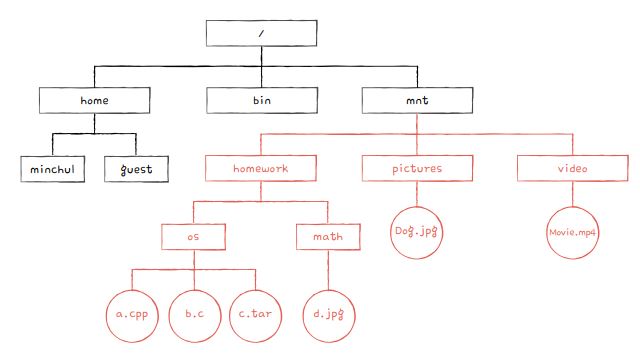 /
home
bin
mnt
minchul
guest
homework
pictures
video
os
math
Dog.jpg
Movie.mp4
a.cpp
b.c
c.tar
d.jpg